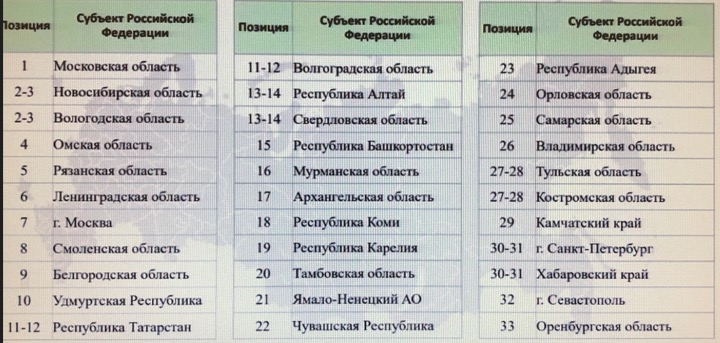 Позиция Субъект Российской Федерации
1 Московская область
2-3 Новосибирская область
2-3 Вологодская область
4 Омская область
5 Рязанская область
6 Ленинградская область
7 г. Москва
8 Смоленская область
9 Белгородская область
10 Удмуртская Республика
11-12 Республика Татарстан
Позиция Субъект Российской Федерации
11-12 Волгоградская область
13-14 Республика Алтай
13-14 Свердловская область
15 Республика Башкортостан
16 Мурманская область
17 Архангельская область
18 Республика Коми
19 Республика Карелия
20 Тамбовская область
21 Ямало-Ненецкий АО
22 Чувашская Республика
Позиция Субъект Российской Федерации
23 Республика Адыгея
24 Орловская область
25 Самарская область
26 Владимирская область
27-28 Тульская область
27-28 Костромская область
29 Камчатский край
30-31 г. Санкт-Петербург
30-31 Хабаровский край
32 г. Севастополь
33 Оренбургская область